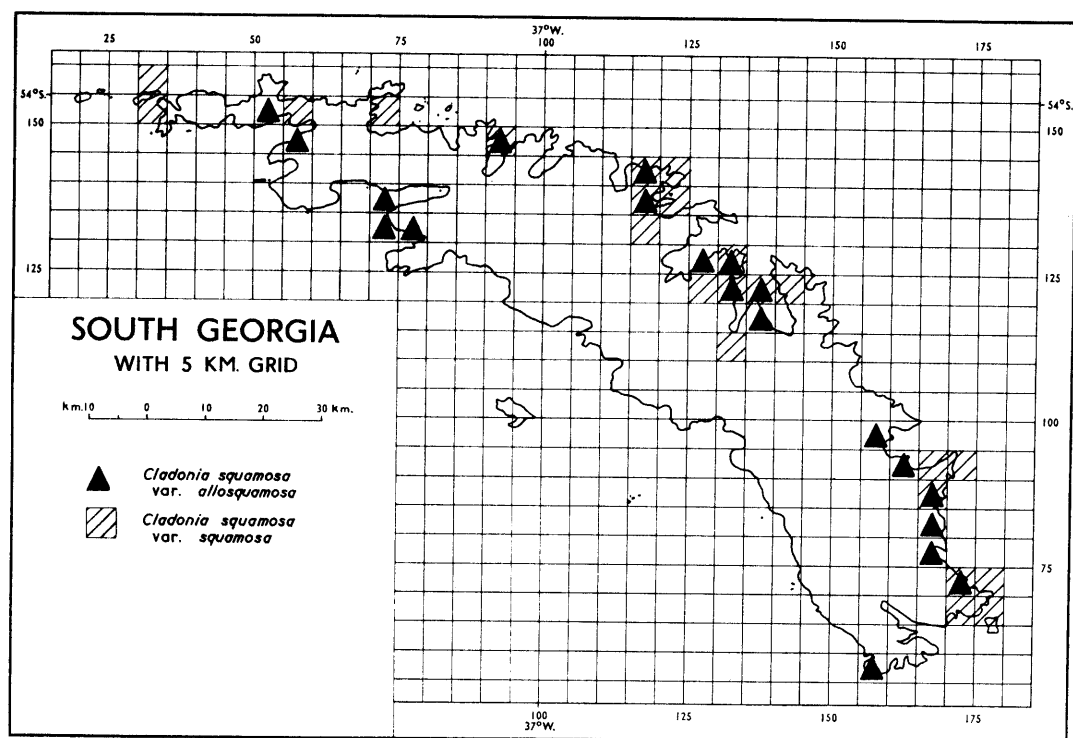 37°W.
25 50 75 100 125 150 175
54°S. 54°S.
150 150
125 125
SOUTH GEORGIA
WITH 5 KM. GRID
km.10 0 10 20 30 km.
100
Cladonia squamosa
var. allosquamosa
Cladonia squamosa
var. squamosa
75
100 125 150 175
37°W.